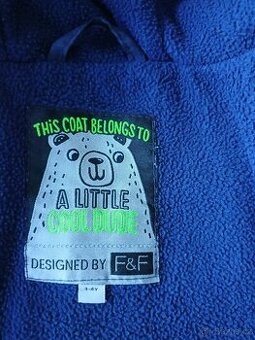 THIS COAT BELONGS TO
A LITTLE
COOL DUDE
DESIGNED BY F&F